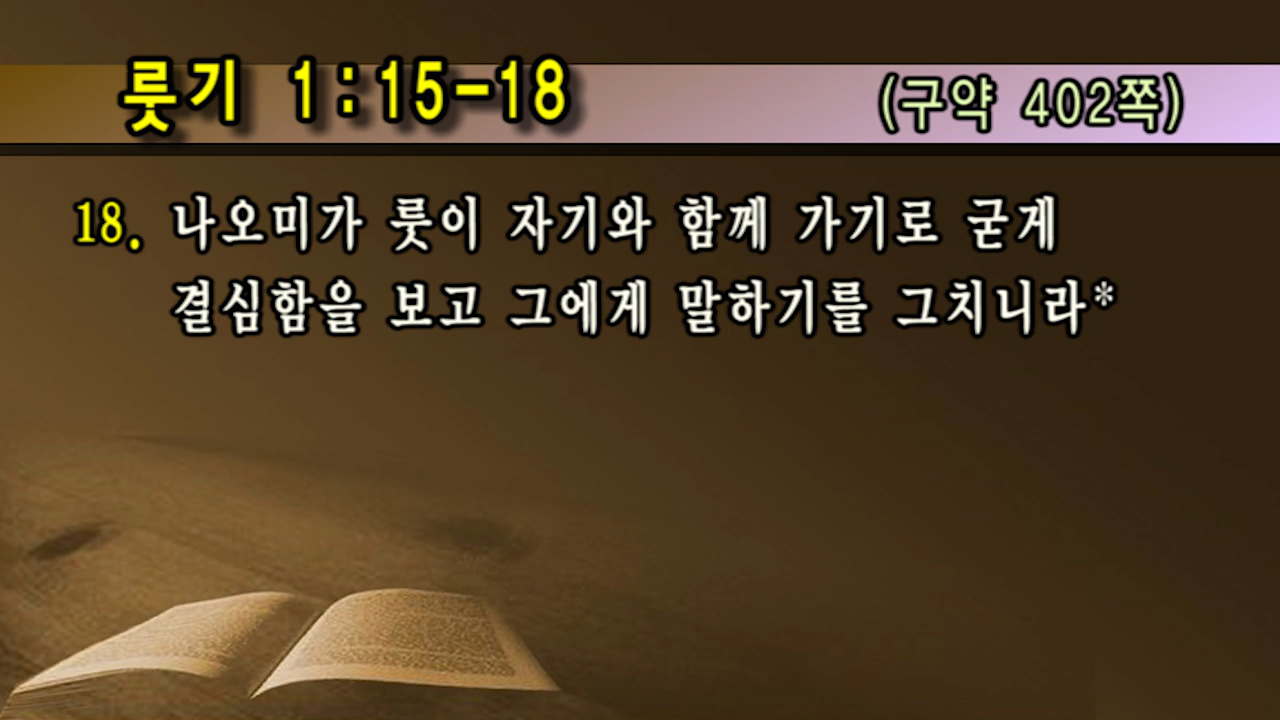 룻기 1:15-18 (구약 402쪽)
18. 나오미가 룻이 자기와 함께 가기로 굳게
결심함을 보고 그에게 말하기를 그치니라*